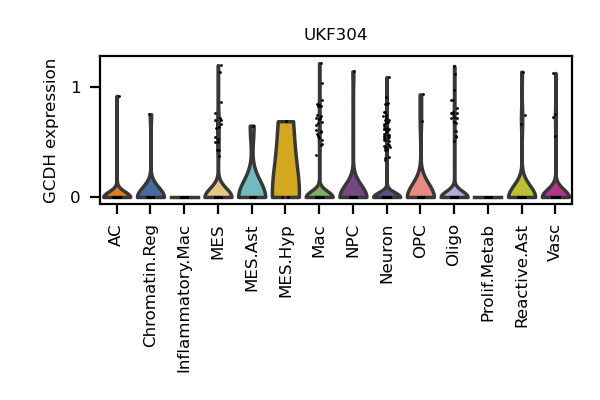 UKF304
GCDH expression
1
0
AC
Chromatin.Reg
Inflammatory.Mac
MES
MES.Ast
MES.Hyp
Mac
NPC
Neuron
OPC
Oligo
Prolif.Metab
Reactive.Ast
Vasc